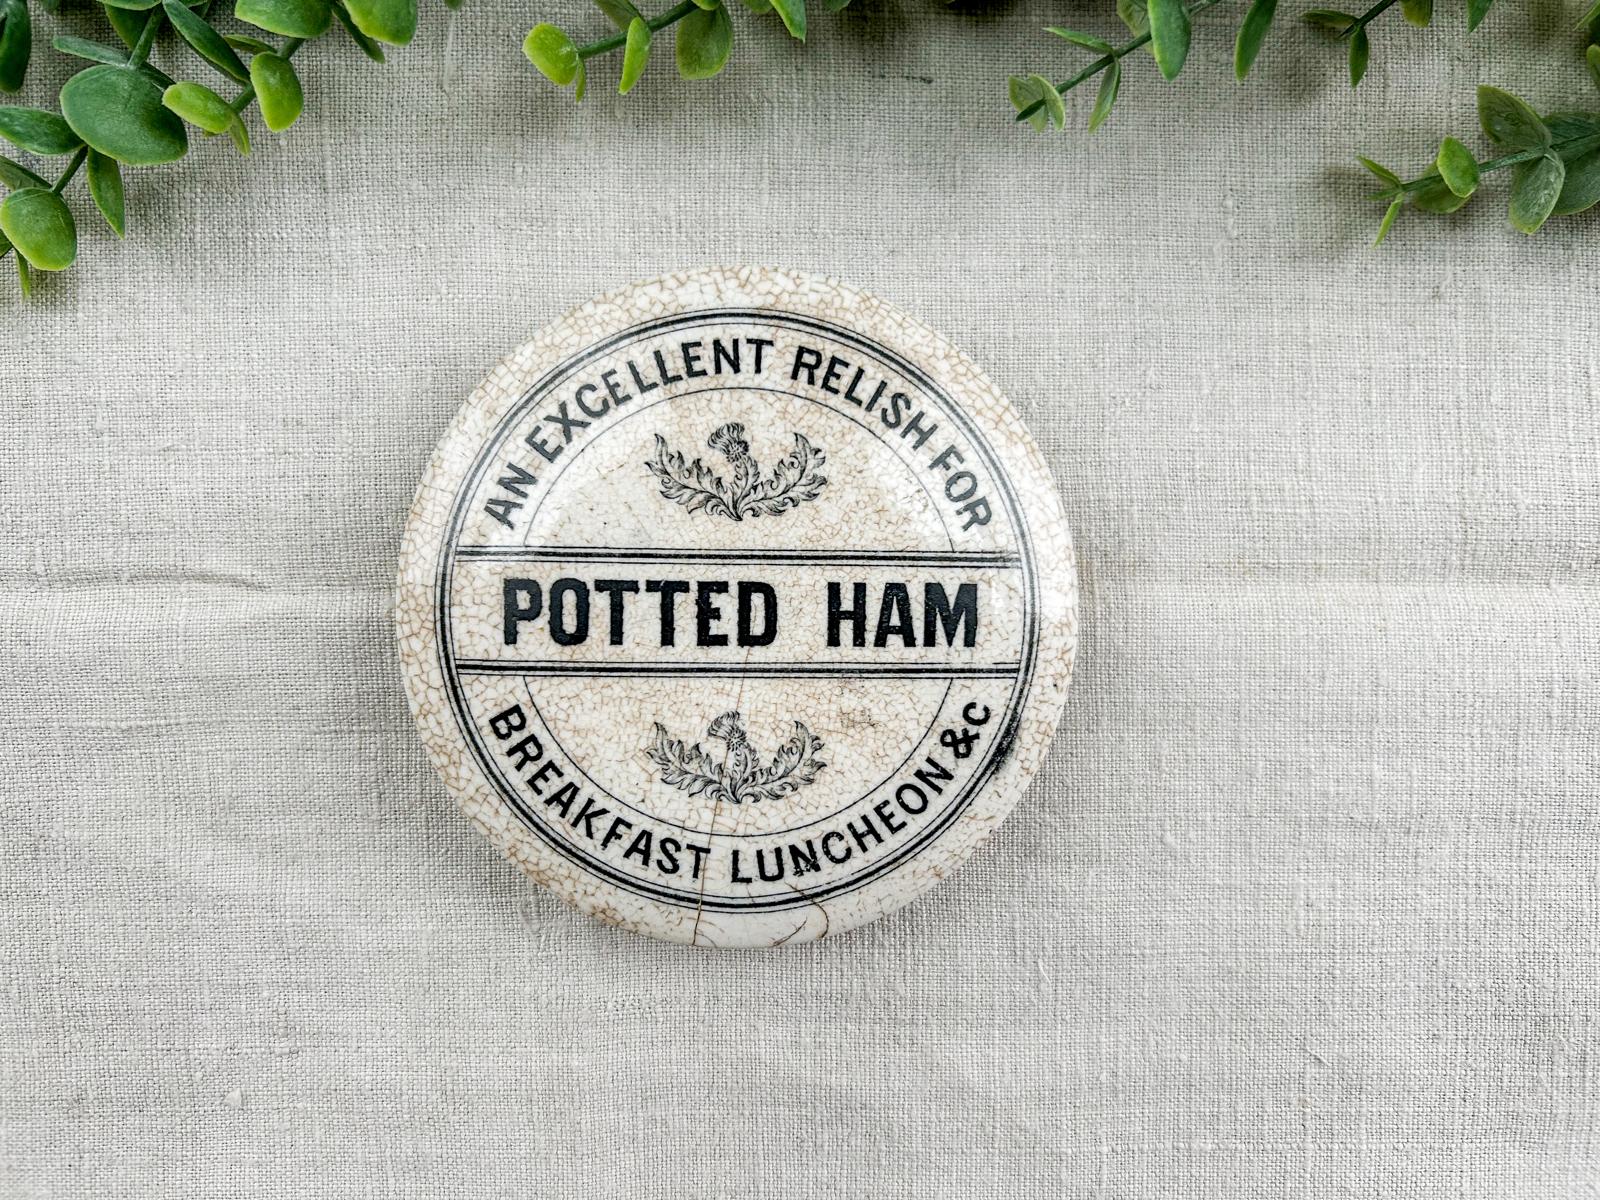 AN EXCELLENT RELISH FOR
POTTED HAM
BREAKFAST LUNCHEON &c